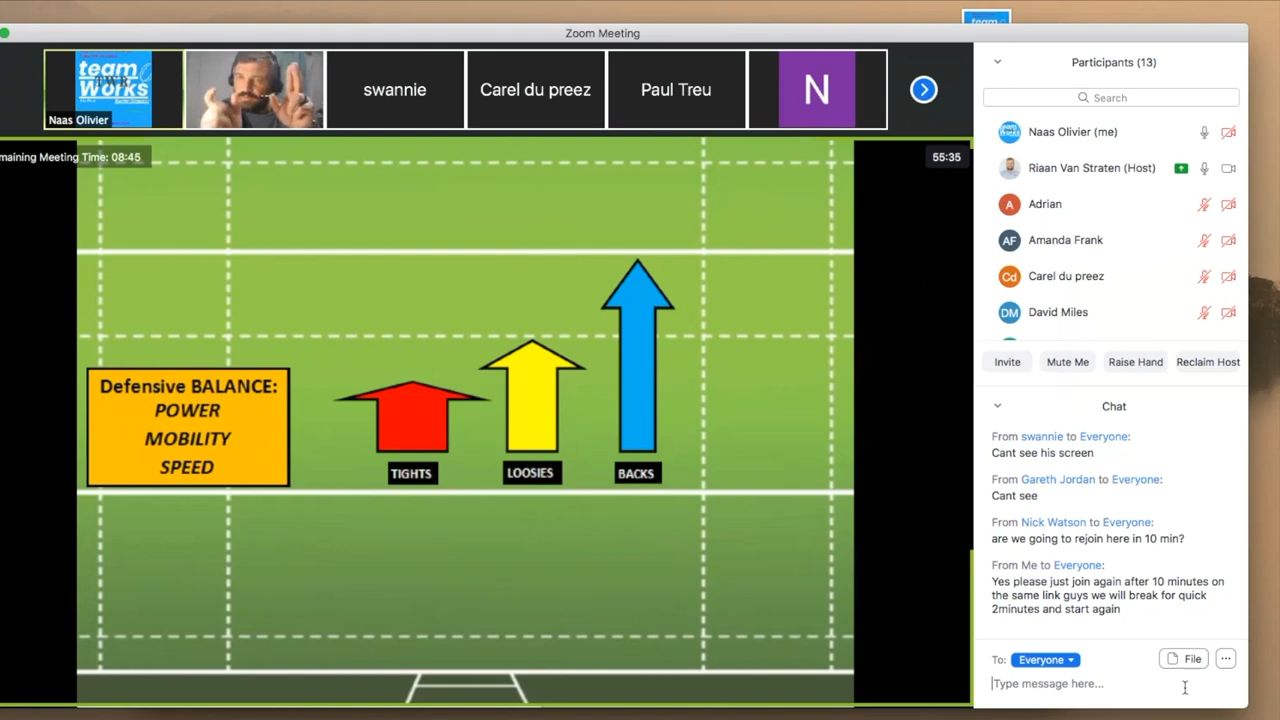 team
Zoom Meeting
team
Works
Naas Olivier
swannie
Carel du preez
Paul Treu
N
maining Meeting Time: 08:45
55:35
Defensive BALANCE:
POWER
MOBILITY
SPEED
TIGHTS
LOOSIES
BACKS
Participants (13)
Search
Naas Olivier (me)
Riaan Van Straten (Host)
A
Adrian
AF
Amanda Frank
Cd
Carel du preez
DM
David Miles
Invite
Mute Me
Raise Hand
Reclaim Host
Chat
From swannie to Everyone:
Cant see his screen
From Gareth Jordan to Everyone:
Cant see
From Nick Watson to Everyone:
are we going to rejoin here in 10 min?
From Me to Everyone:
Yes please just join again after 10 minutes on
the same link guys we will break for quick
2minutes and start again
To: Everyone
File
Type message here...